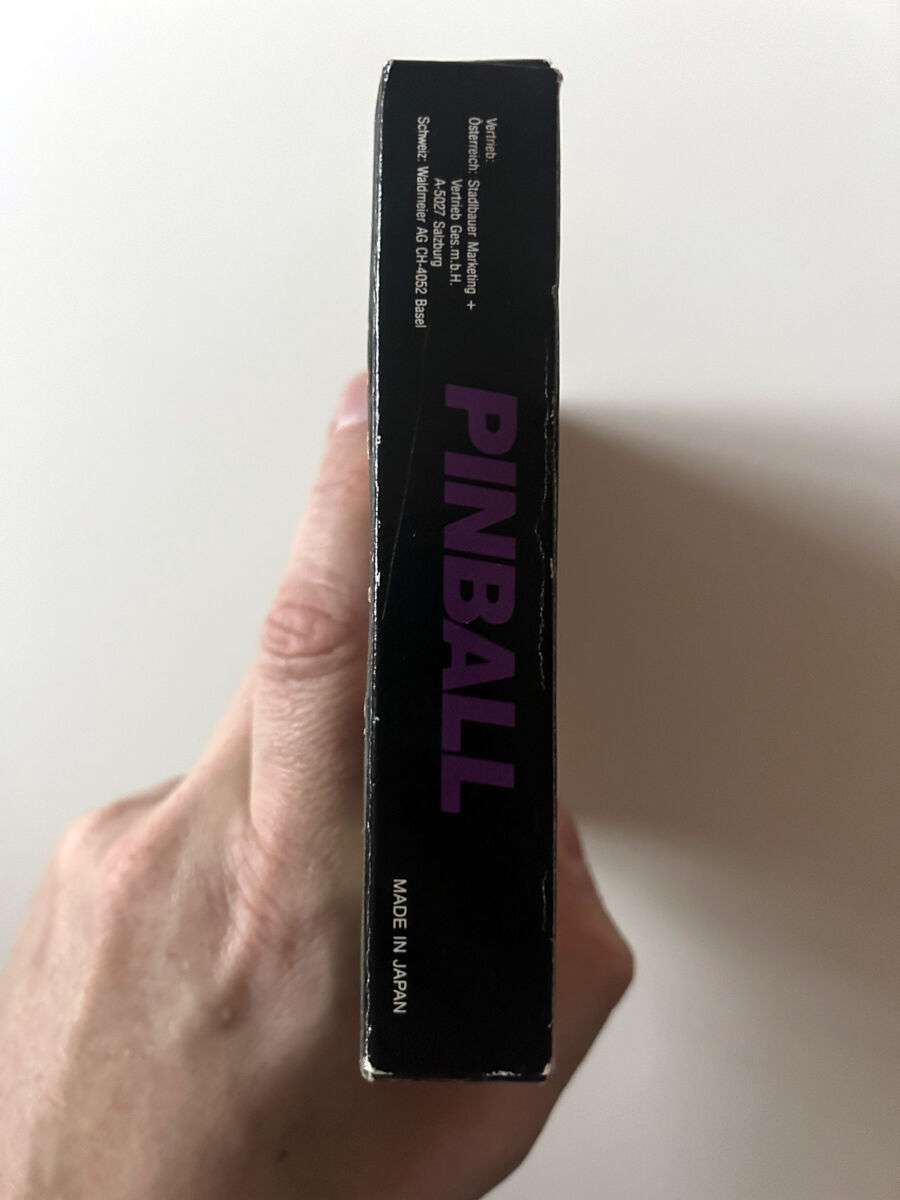 Vertrieb:
Österreich: Stadlbauer Marketing +
Vertrieb Ges.m.b.H.
A-5027 Salzburg
Schweiz: Waldmeier AG CH-4052 Basel
PINBALL
MADE IN JAPAN